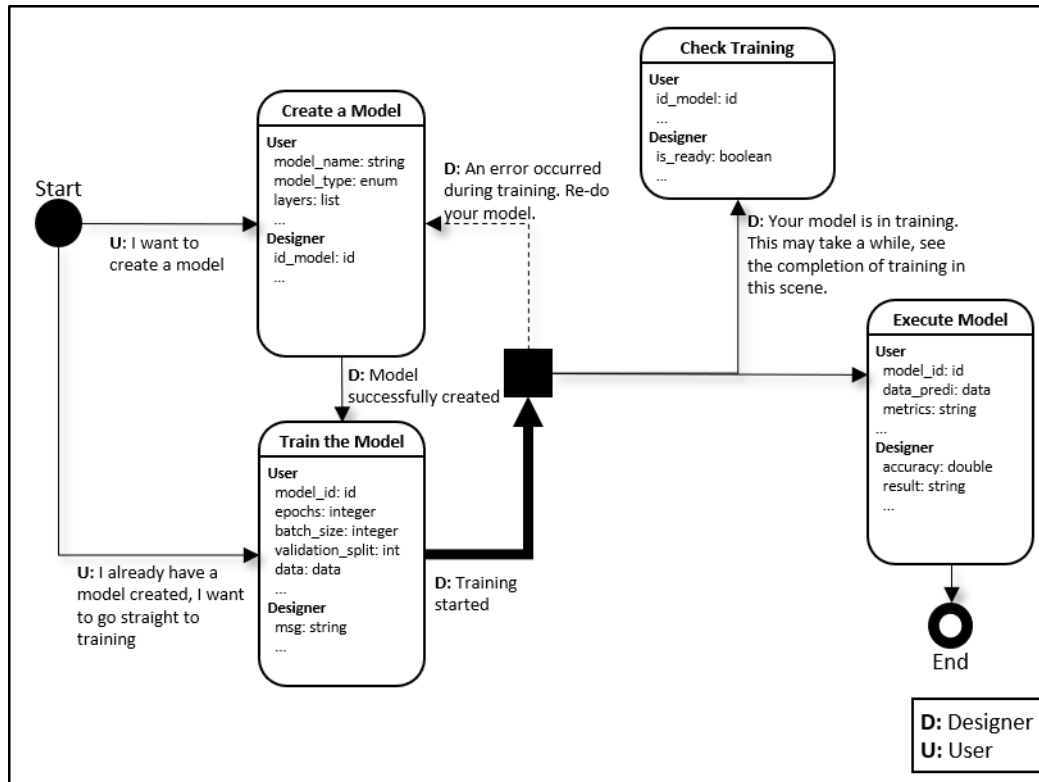 Start
U: I want to
create a model
Create a Model
User
model_name: string
model_type: enum
layers: list
...
Designer
id_model: id
...
D: An error occurred
during training. Re-do
your model.
Check Training
User
id_model: id
...
Designer
is_ready: boolean
...
D: Your model is in training.
This may take a while, see
the completion of training in
this scene.
D: Model
successfully created
Train the Model
User
model_id: id
epochs: integer
batch_size: integer
validation_split: int
data: data
...
Designer
msg: string
...
U: I already have a
model created, I want
to go straight to
training
D: Training
started
Execute Model
User
model_id: id
data_predi: data
metrics: string
...
Designer
accuracy: double
result: string
...
End
D: Designer
U: User